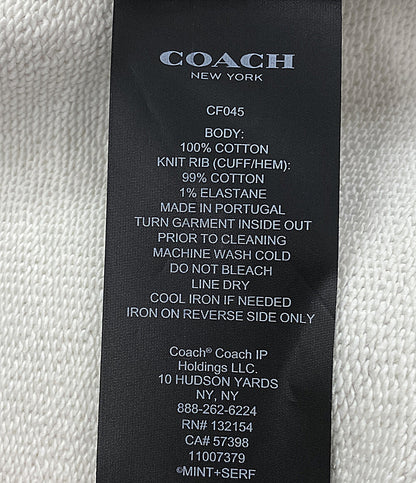 COACH
NEW YORK
CF045
BODY:
100% COTTON
KNIT RIB (CUFF/HEM):
99% COTTON
1% ELASTANE
MADE IN PORTUGAL
TURN GARMENT INSIDE OUT
PRIOR TO CLEANING
MACHINE WASH COLD
DO NOT BLEACH
LINE DRY
COOL IRON IF NEEDED
IRON ON REVERSE SIDE ONLY
Coach® Coach IP
Holdings LLC.
10 HUDSON YARDS
NY, NY
888-262-6224
RN# 132154
CA# 57398
11007379
©MINT+SERF